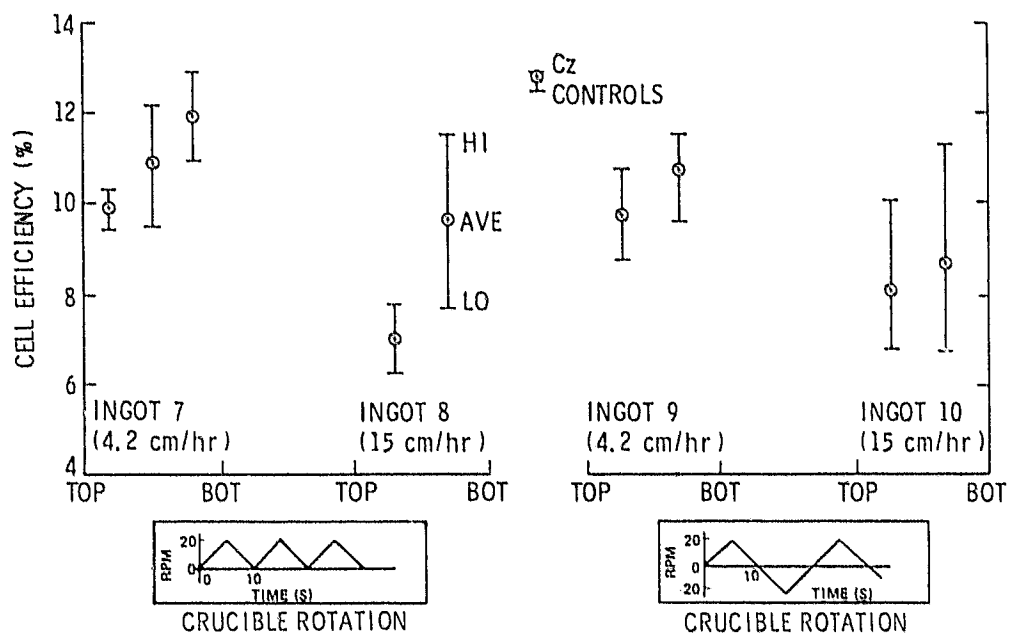 14
12
10
8
6
4
CELL EFFICIENCY (%)
Cz
CONTROLS
HI
AVE
LO
INGOT 7
(4.2 cm/hr)
INGOT 8
(15 cm/hr)
INGOT 9
(4.2 cm/hr)
INGOT 10
(15 cm/hr)
TOP BOT TOP BOT TOP BOT TOP BOT
RPM
20
0
0 10
TIME (S)
CRUCIBLE ROTATION
RPM
20
0
-20
10
TIME (S)
CRUCIBLE ROTATION